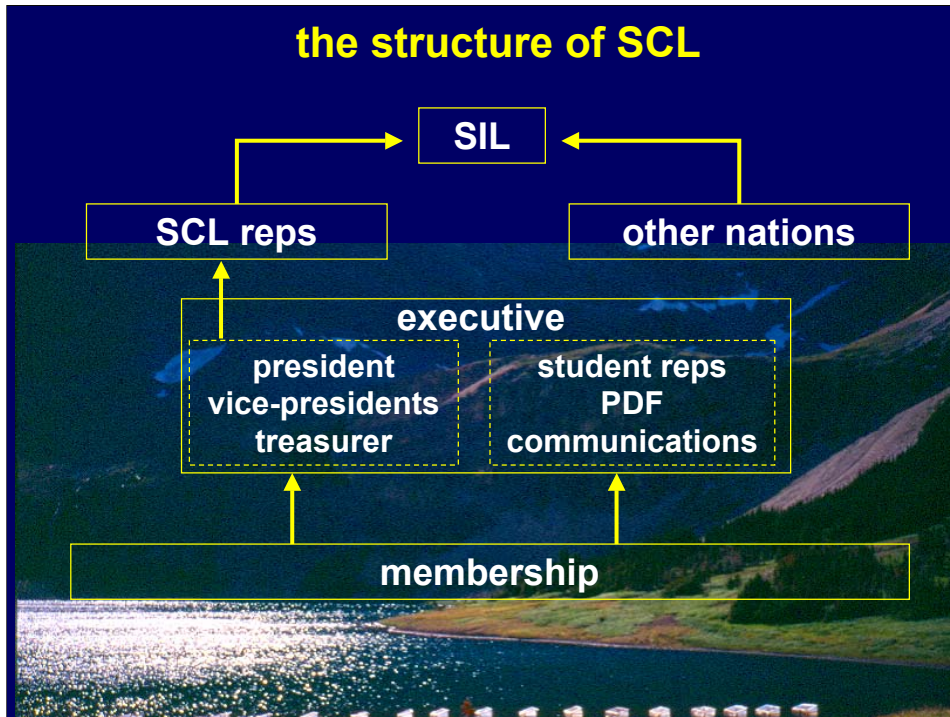 the structure of SCL
SIL
SCL reps
other nations
executive
president
vice-presidents
treasurer
student reps
PDF
communications
membership